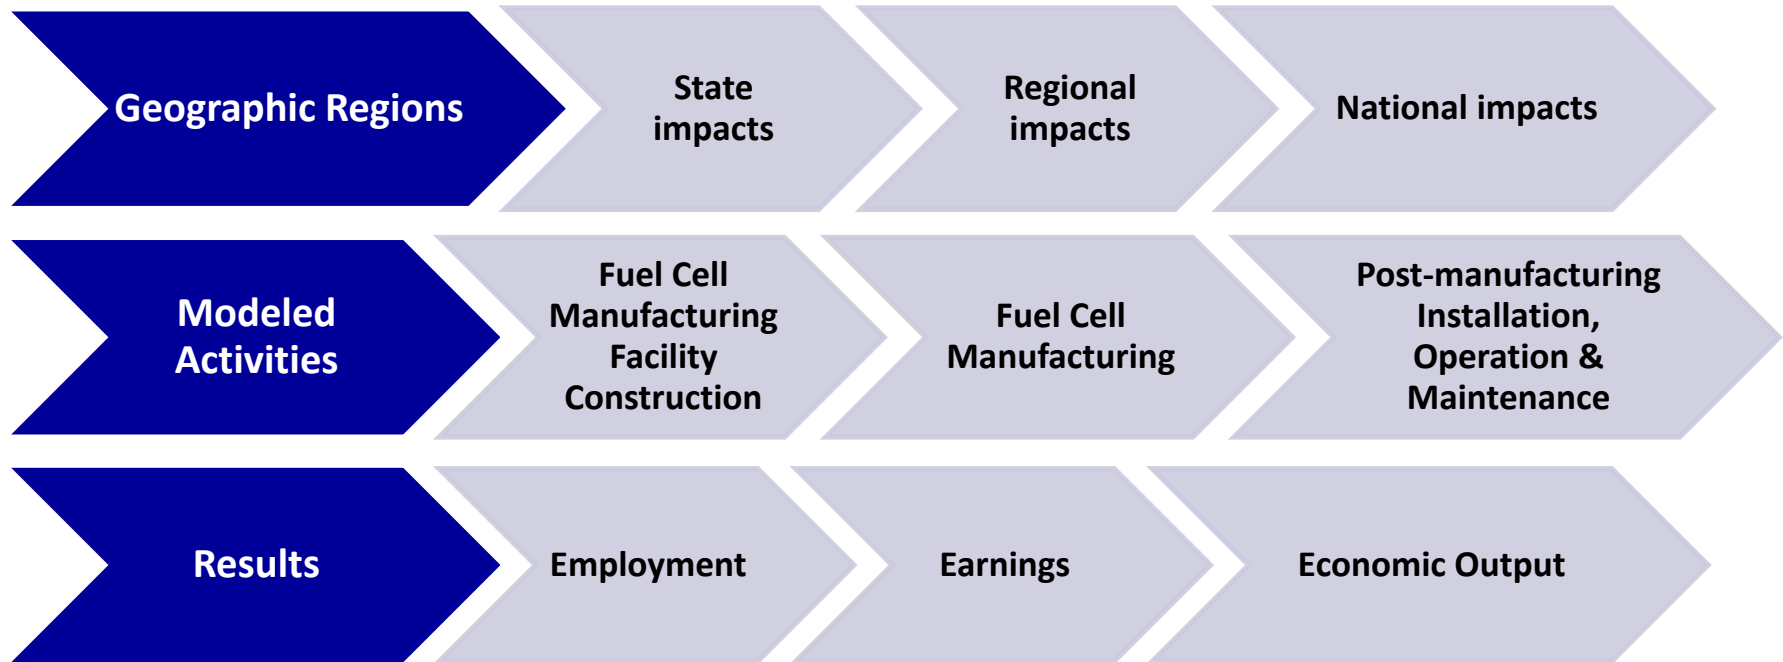 Geographic Regions
State
impacts
Regional
impacts
National impacts
Modeled
Activities
Fuel Cell
Manufacturing
Facility
Construction
Fuel Cell
Manufacturing
Post-manufacturing
Installation,
Operation &
Maintenance
Results
Employment
Earnings
Economic Output